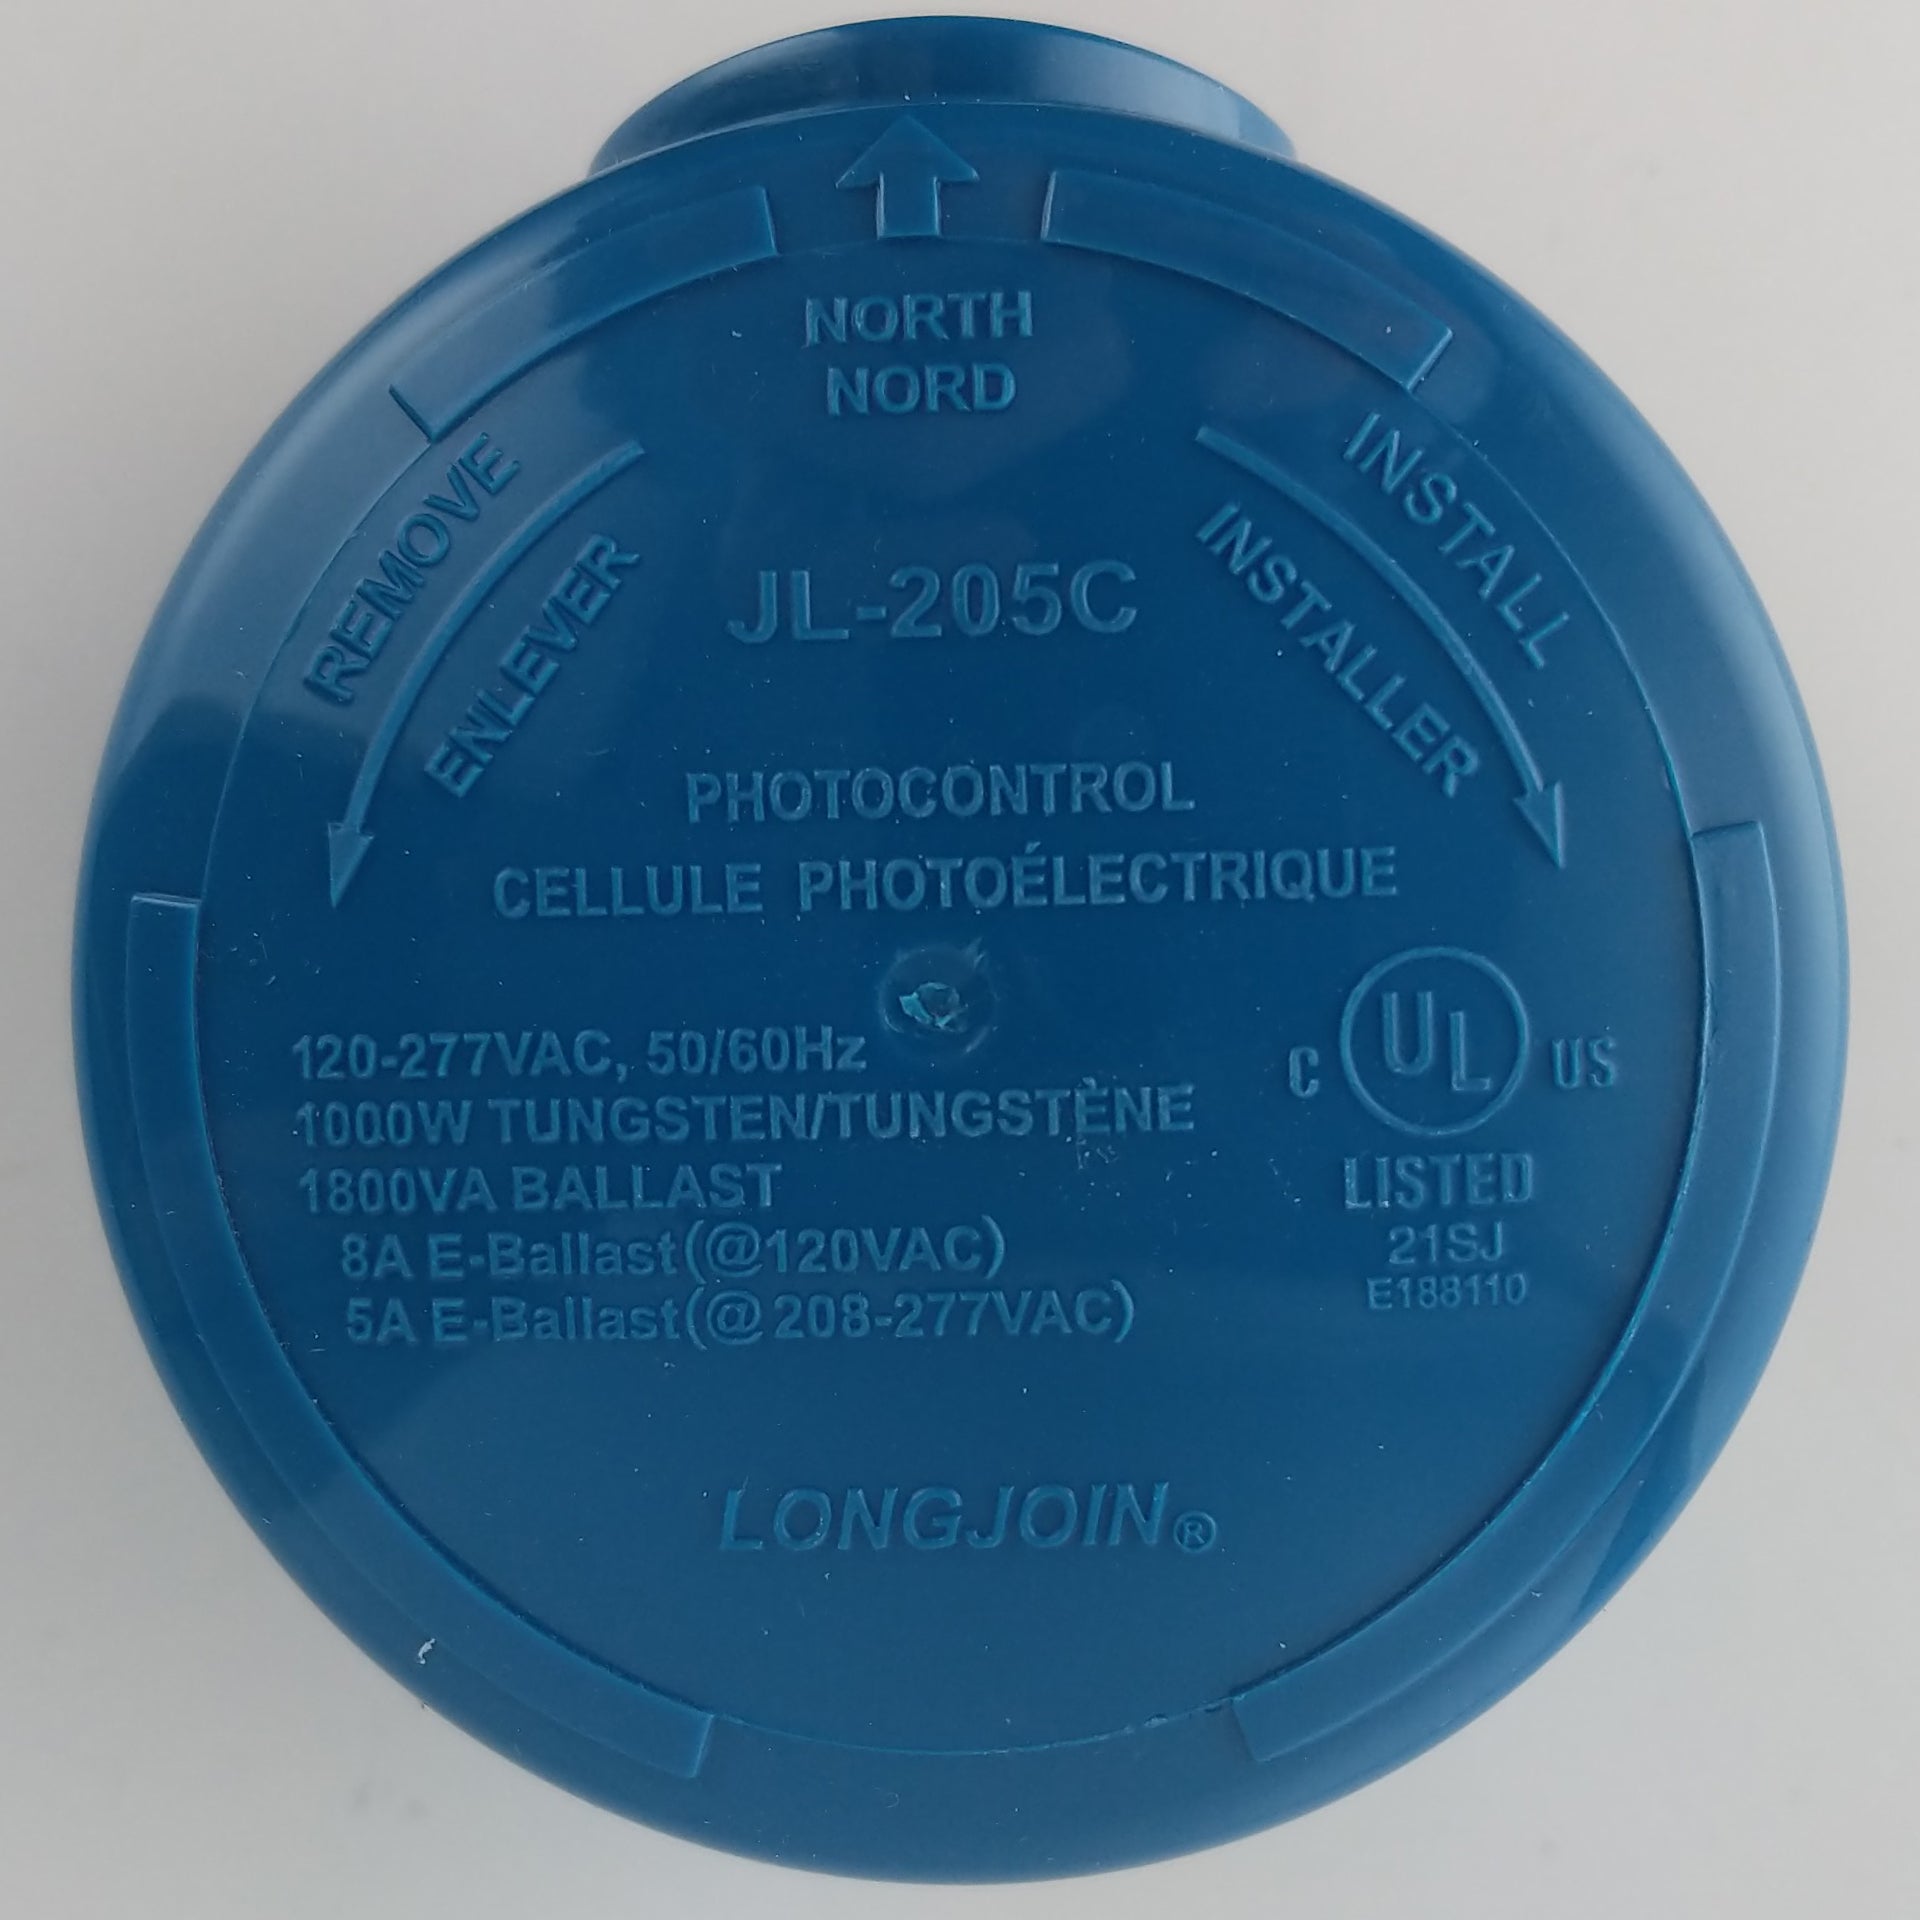 NORTH
NORD
REMOVE
ENLEVER
INSTALL
INSTALLER
JL-205C
PHOTOCONTROL
CELLULE PHOTOÉLECTRIQUE
120-277VAC, 50/60Hz
1000W TUNGSTEN/TUNGSTÈNE
1800VA BALLAST
8A E-Ballast(@120VAC)
5A E-Ballast(@208-277VAC)
C UL US
LISTED
21SJ
E188110
LONGJOIN®